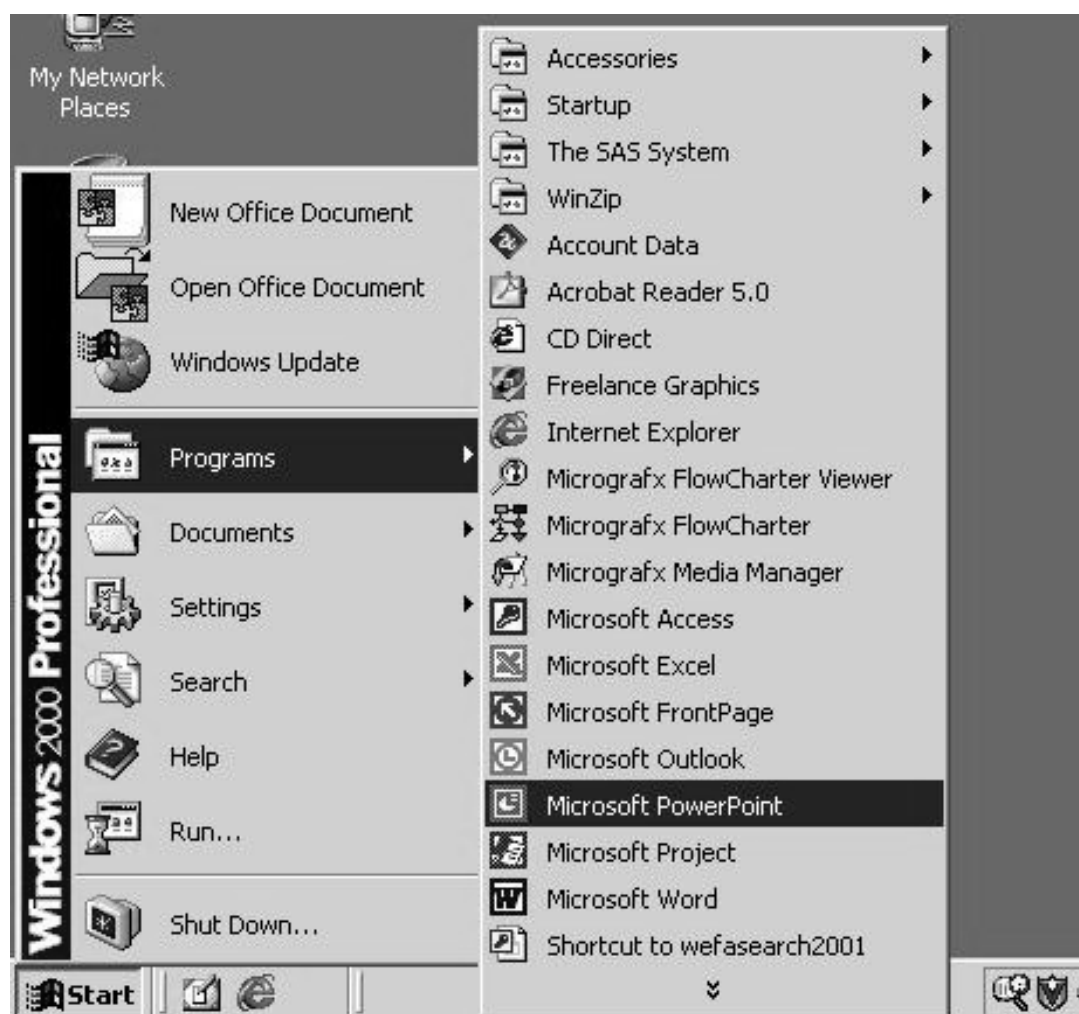 My Network
Places
New Office Document
Open Office Document
Windows Update
Programs
Documents
Settings
Search
Help
Run...
Shut Down...
Windows 2000 Professional
Accessories
Startup
The SAS System
WinZip
Account Data
Acrobat Reader 5.0
CD Direct
Freelance Graphics
Internet Explorer
Micrografx FlowCharter Viewer
Micrografx FlowCharter
Micrografx Media Manager
Microsoft Access
Microsoft Excel
Microsoft FrontPage
Microsoft Outlook
Microsoft PowerPoint
Microsoft Project
Microsoft Word
Shortcut to wefasearch2001
Start